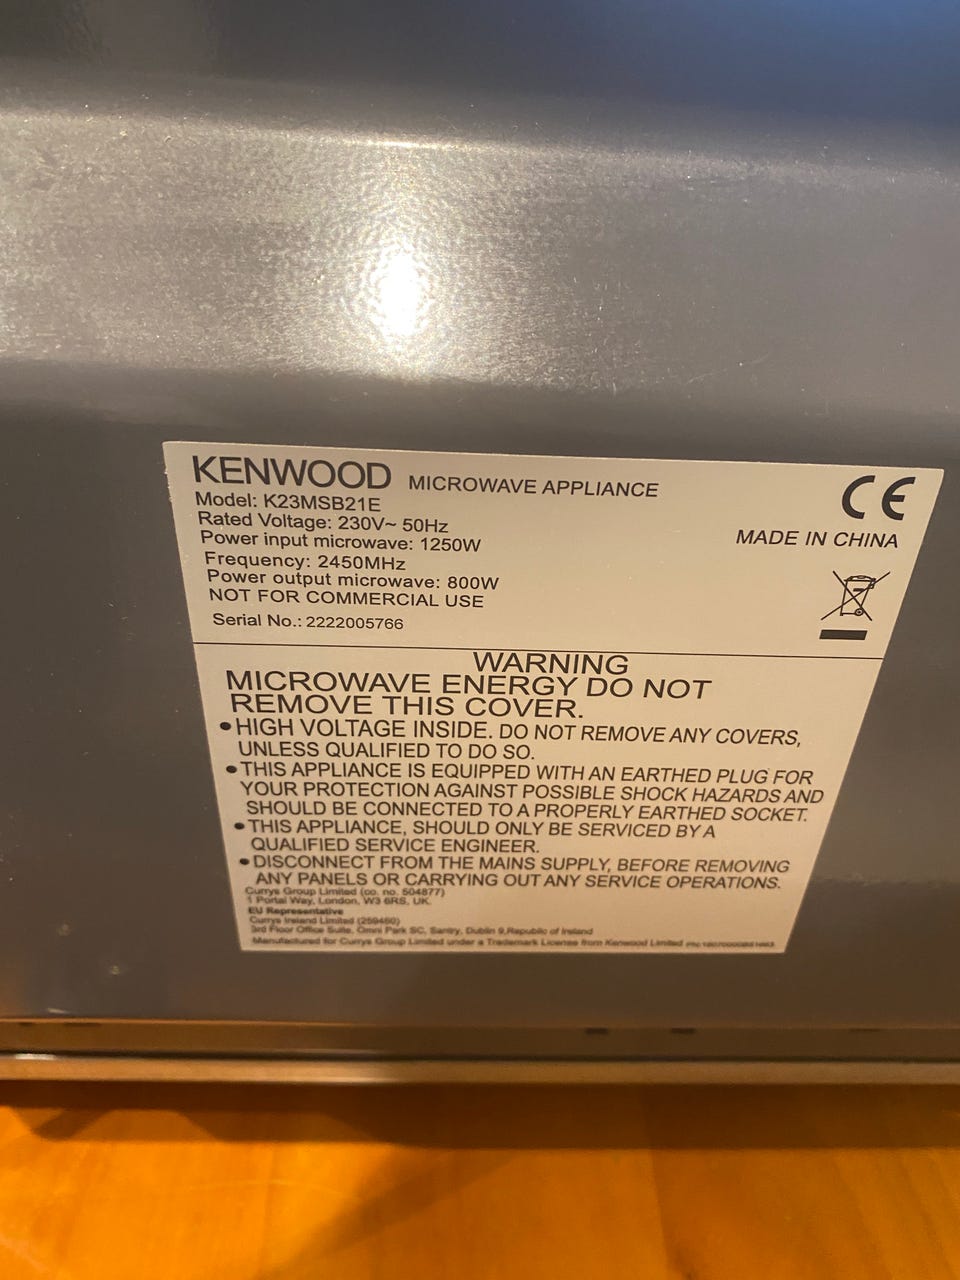 KENWOOD MICROWAVE APPLIANCE
CE
Model: K23MSB21E
Rated Voltage: 230V~ 50Hz
Power input microwave: 1250W
MADE IN CHINA
Frequency: 2450MHz
Power output microwave: 800W
NOT FOR COMMERCIAL USE
Serial No.: 2222005766
WARNING
MICROWAVE ENERGY DO NOT
REMOVE THIS COVER.
• HIGH VOLTAGE INSIDE. DO NOT REMOVE ANY COVERS,
UNLESS QUALIFIED TO DO SO.
• THIS APPLIANCE IS EQUIPPED WITH AN EARTHED PLUG FOR
YOUR PROTECTION AGAINST POSSIBLE SHOCK HAZARDS AND
SHOULD BE CONNECTED TO A PROPERLY EARTHED SOCKET.
• THIS APPLIANCE, SHOULD ONLY BE SERVICED BY A
QUALIFIED SERVICE ENGINEER.
• DISCONNECT FROM THE MAINS SUPPLY, BEFORE REMOVING
ANY PANELS OR CARRYING OUT ANY SERVICE OPERATIONS.
Currys Group Limited (co. no. 504877)
1 Portal Way, London, W3 6RS, UK.
EU Representative
Currys Ireland Limited (259460)
3rd Floor Office Suite, Omni Park SC, Santry, Dublin 9, Republic of Ireland
Manufactured for Currys Group Limited under a Trademark License from Kenwood Limited